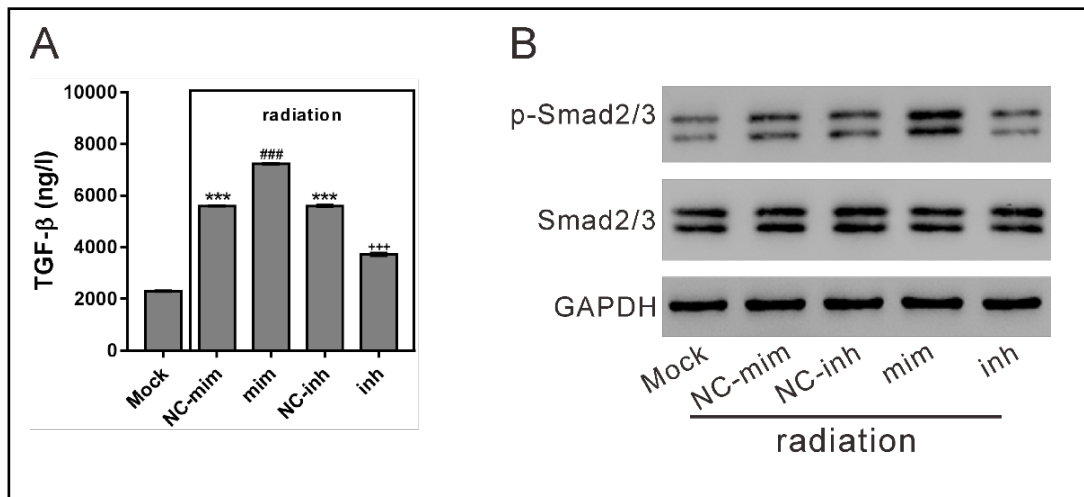 A
B
10000
8000
6000
4000
2000
0
TGF-β (ng/l)
radiation
***
###
***
+++
Mock
NC-mim
mim
NC-inh
inh
p-Smad2/3
Smad2/3
GAPDH
Mock
NC-mim
NC-inh
mim
inh
radiation